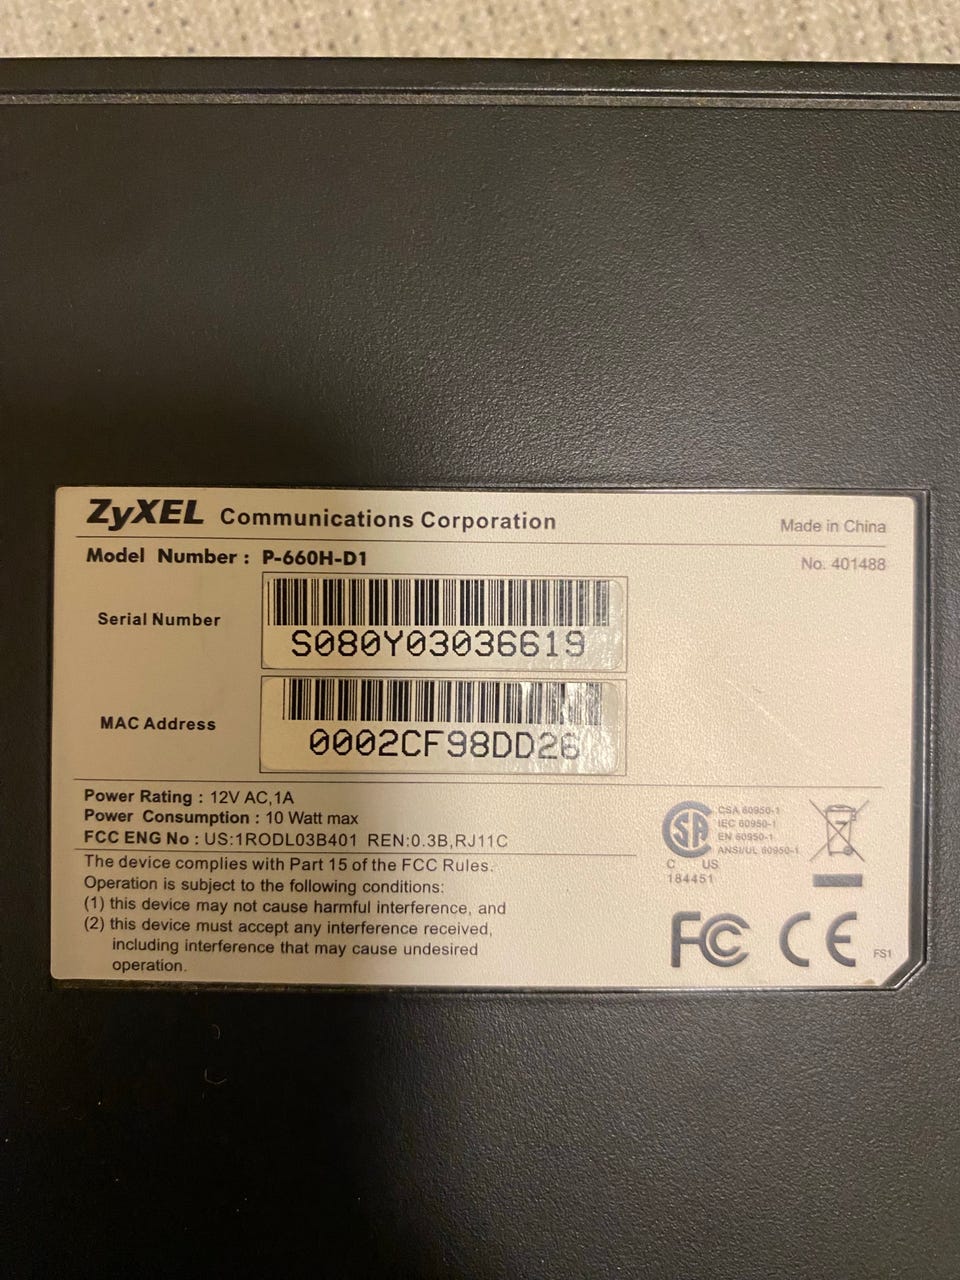 ZyXEL Communications Corporation
Made in China
Model Number : P-660H-D1
No. 401488
Serial Number
S080Y03036619
MAC Address
0002CF98DD26
Power Rating : 12V AC,1A
Power Consumption : 10 Watt max
FCC ENG No : US:1RODL03B401 REN:0.3B,RJ11C
The device complies with Part 15 of the FCC Rules.
Operation is subject to the following conditions:
(1) this device may not cause harmful interference, and
(2) this device must accept any interference received,
including interference that may cause undesired
operation.
SA
CSA 60950-1
IEC 60950-1
EN 60950-1
ANSI/UL 60950-1
C US
184451
FC CE
FS1